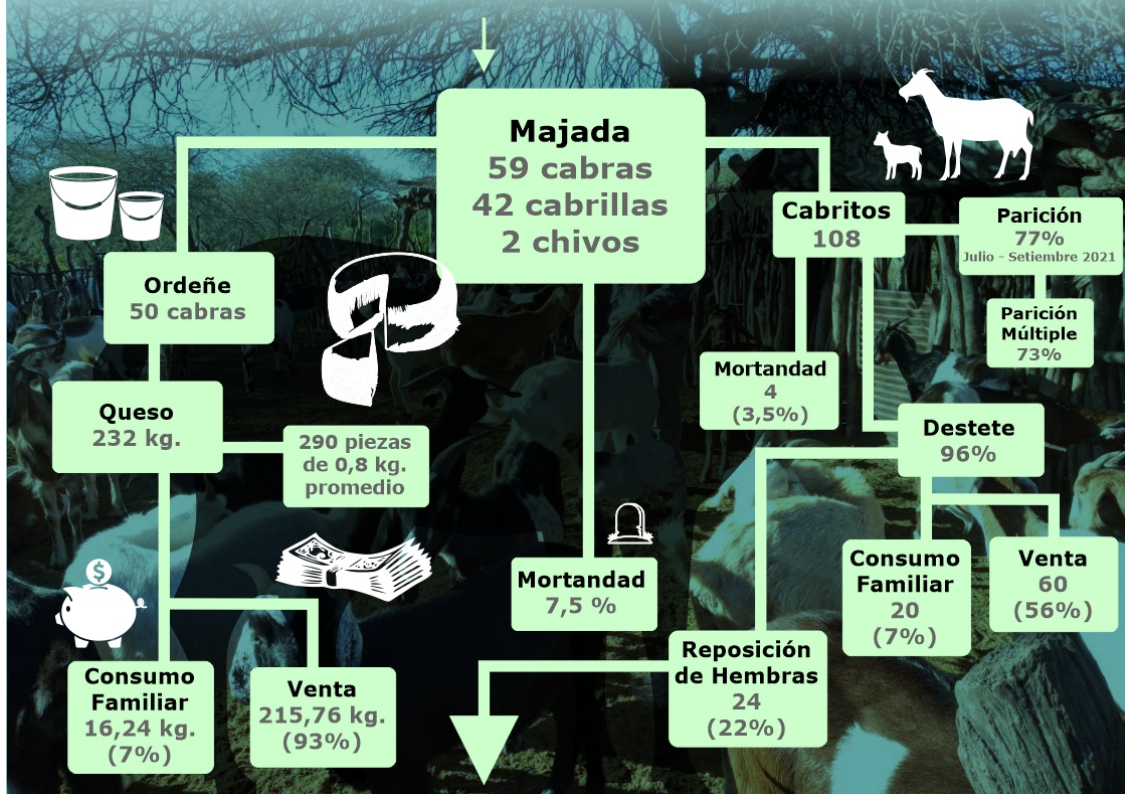 Majada
59 cabras
42 cabrillas
2 chivos
Ordeñe
50 cabras
Queso
232 kg.
290 piezas
de 0,8 kg.
promedio
$
Consumo
Familiar
16,24 kg.
(7%)
Venta
215,76 kg.
(93%)
Mortandad
7,5 %
Cabritos
108
Parición
77%
Julio - Setiembre 2021
Parición
Múltiple
73%
Mortandad
4
(3,5%)
Destete
96%
Reposición
de Hembras
24
(22%)
Consumo
Familiar
20
(7%)
Venta
60
(56%)